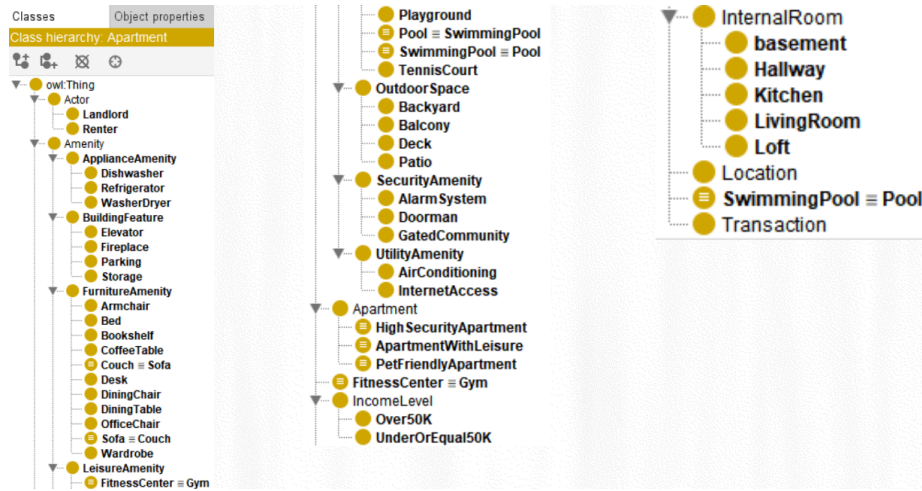 Classes
Object properties
Class hierarchy: Apartment
owl:Thing
Actor
Landlord
Renter
Amenity
ApplianceAmenity
Dishwasher
Refrigerator
WasherDryer
BuildingFeature
Elevator
Fireplace
Parking
Storage
FurnitureAmenity
Armchair
Bed
Bookshelf
CoffeeTable
Couch ≡ Sofa
Desk
DiningChair
DiningTable
OfficeChair
Sofa ≡ Couch
Wardrobe
LeisureAmenity
FitnessCenter ≡ Gym
Playground
Pool ≡ SwimmingPool
SwimmingPool ≡ Pool
TennisCourt
OutdoorSpace
Backyard
Balcony
Deck
Patio
SecurityAmenity
AlarmSystem
Doorman
GatedCommunity
UtilityAmenity
AirConditioning
InternetAccess
Apartment
HighSecurityApartment
ApartmentWithLeisure
PetFriendlyApartment
FitnessCenter ≡ Gym
IncomeLevel
Over50K
UnderOrEqual50K
InternalRoom
basement
Hallway
Kitchen
LivingRoom
Loft
Location
SwimmingPool ≡ Pool
Transaction